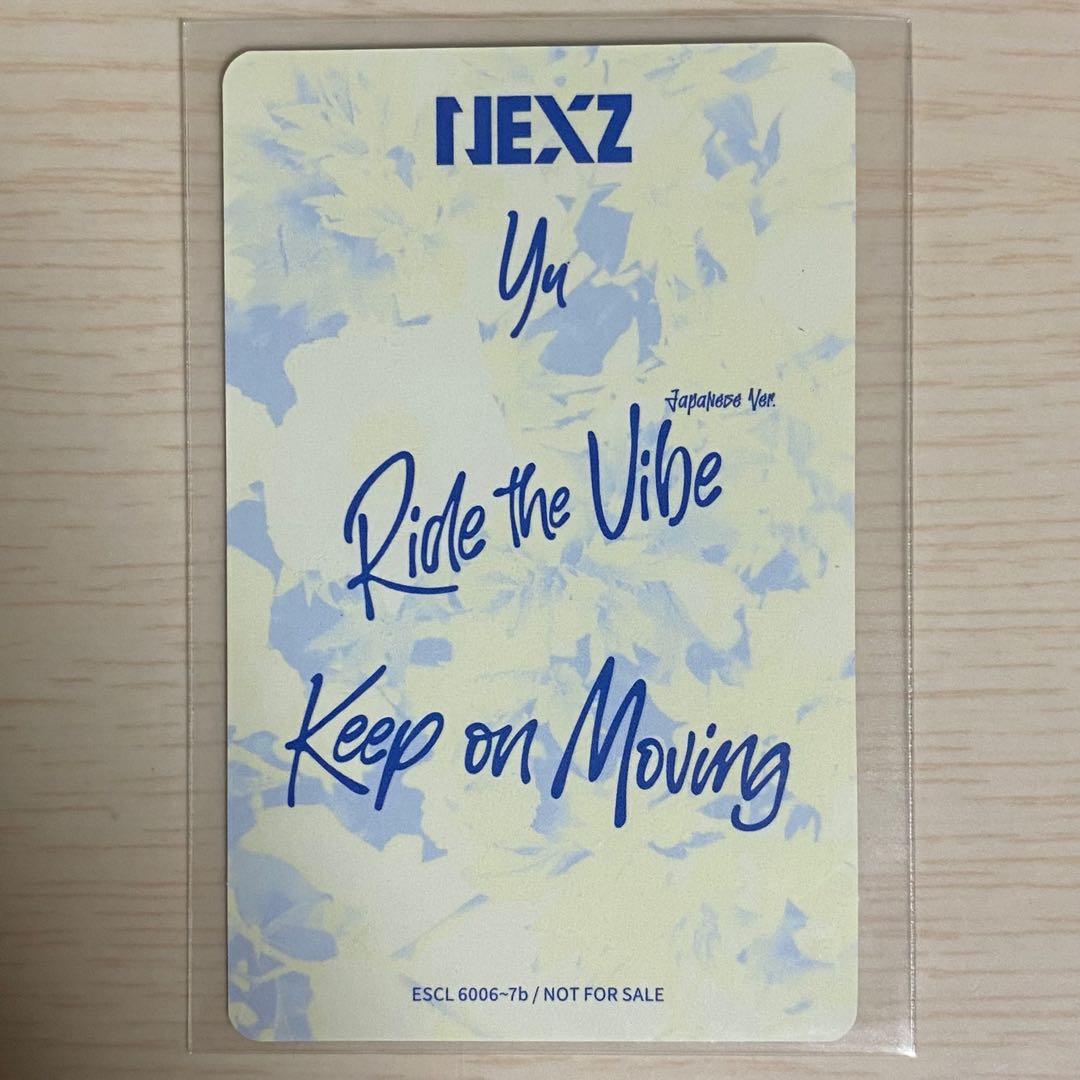 NEXZ
Yu
Japanese Ver.
Ride the Vibe
Keep on Moving
ESCL 6006~7b / NOT FOR SALE